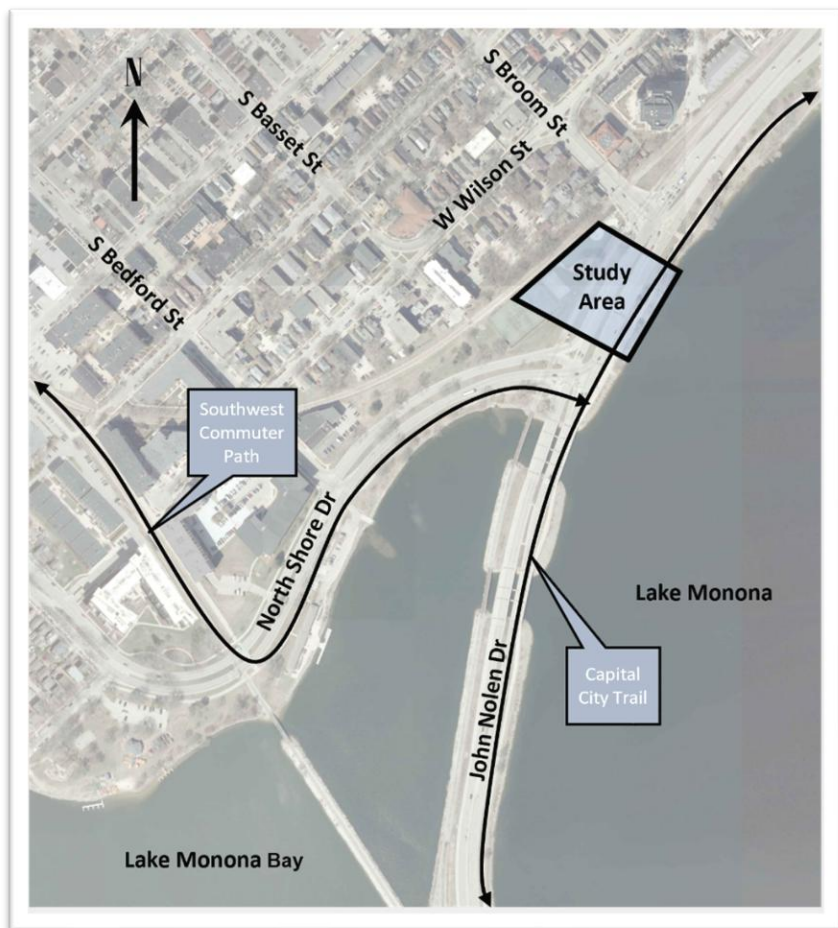 N
S Basset St
S Broom St
W Wilson St
S Bedford St
Study
Area
Southwest
Commuter
Path
North Shore Dr
Lake Monona
Capital
City Trail
John Nolen Dr
Lake Monona Bay